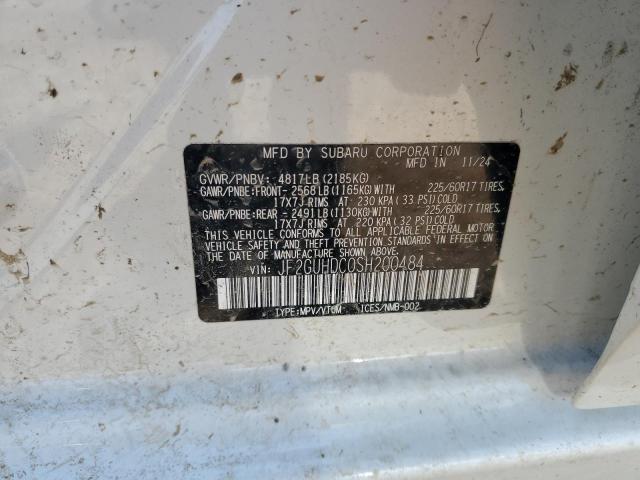 MFD BY SUBARU CORPORATION
MFD IN 11/24
GVWR/PNBV: 4817LB (2185KG)
GAWR/PNBE:FRONT- 2568LB (1165KG) WITH 225/60R17 TIRES,
17X7J RIMS AT 230 KPA (33 PSI) COLD
GAWR/PNBE:REAR - 2491LB (1130KG) WITH 225/60R17 TIRES,
17X7J RIMS AT 220 KPA (32 PSI) COLD
THIS VEHICLE CONFORMS TO ALL APPLICABLE FEDERAL MOTOR
VEHICLE SAFETY AND THEFT PREVENTION STANDARDS IN EFFECT
ON THE DATE OF MANUFACTURE SHOWN ABOVE
VIN: JF2GUHDC0SH200484
TYPE:MPV/VTUM ICES/NMB-002